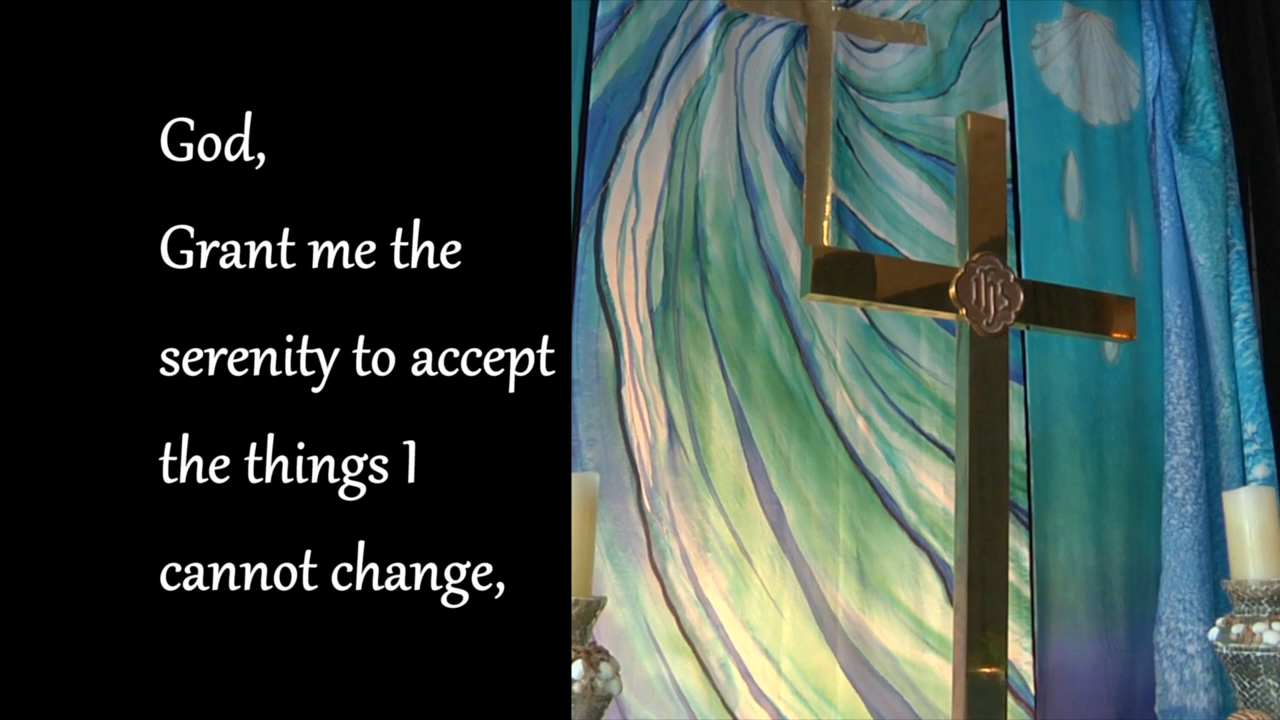 God,
Grant me the
serenity to accept
the things I
cannot change,
IHS